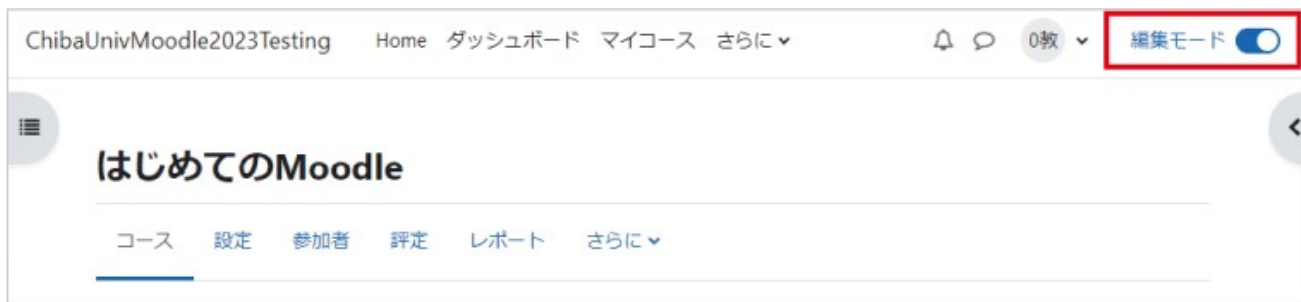 ChibaUnivMoodle2023Testing Home ダッシュボード マイコース さらに 0教 編集モード
はじめてのMoodle
コース 設定 参加者 評定 レポート さらに